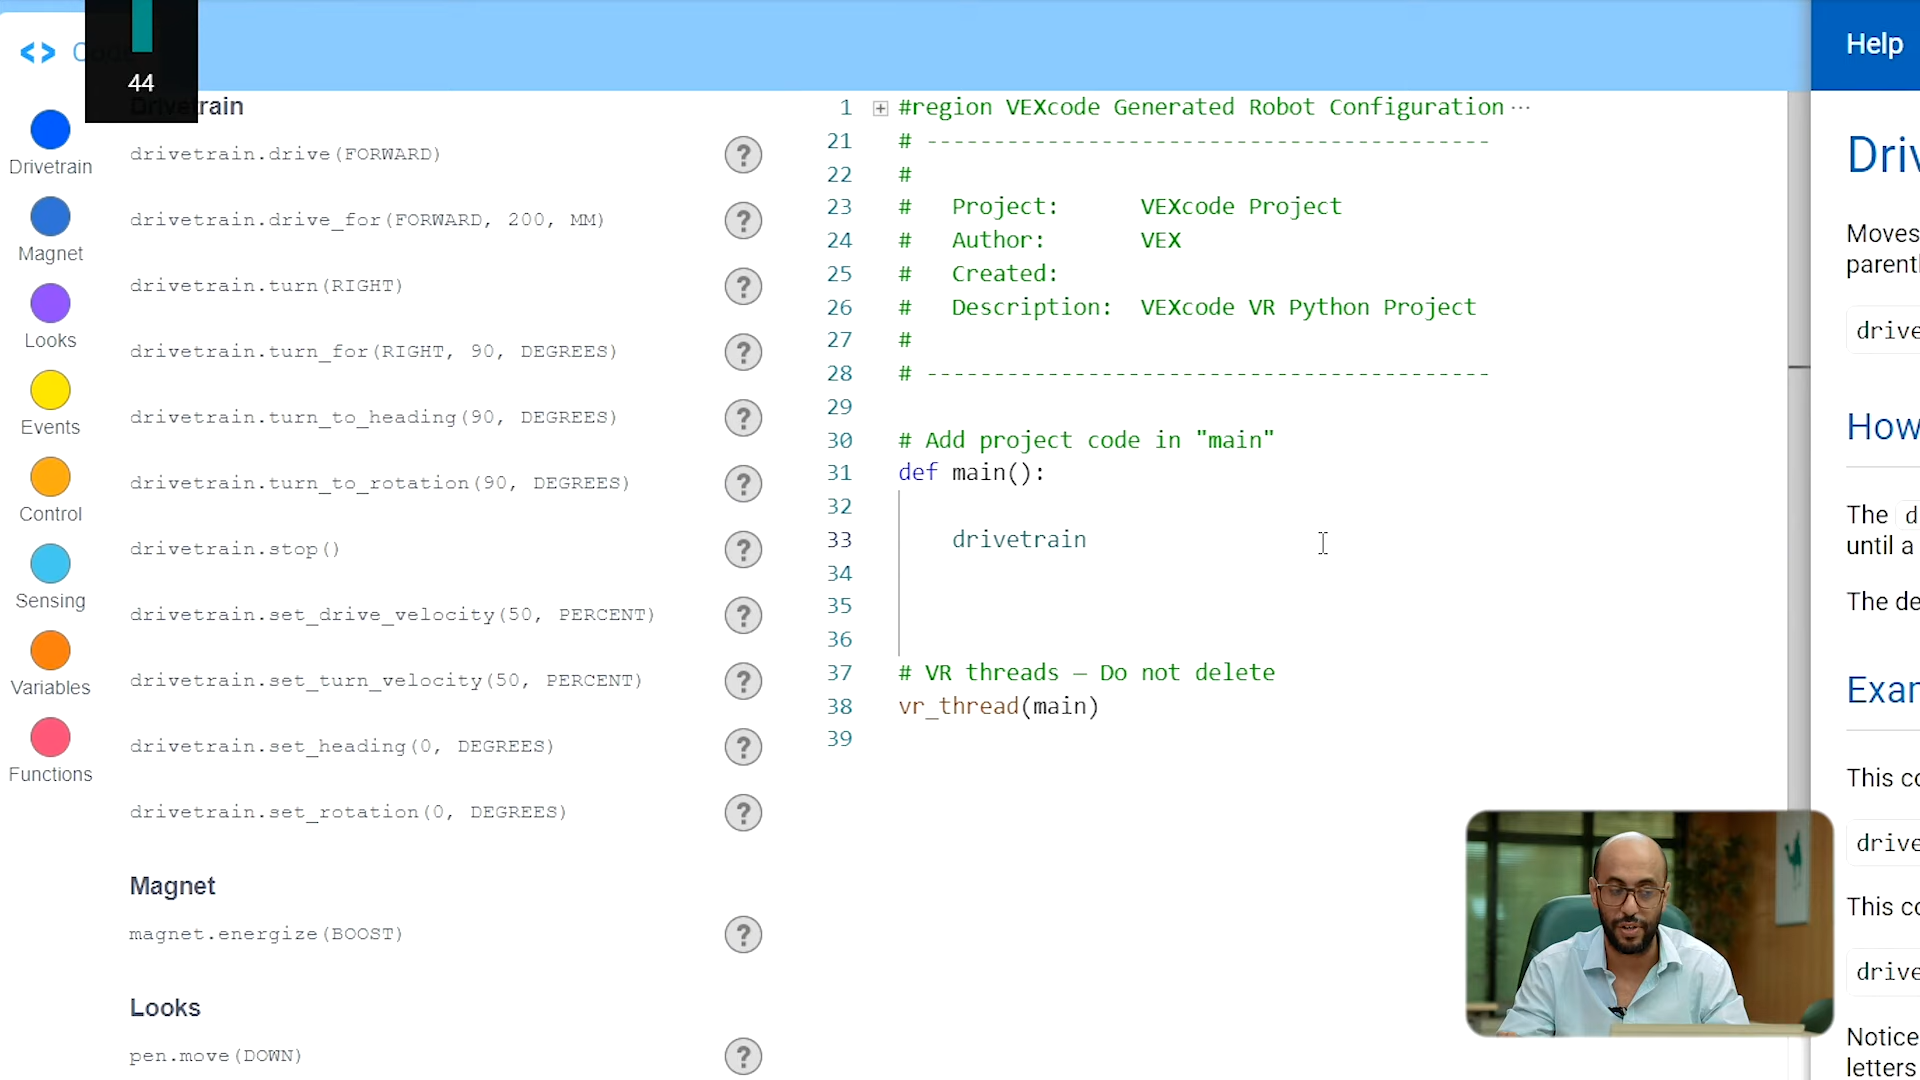 44
Drivetrain
Magnet
Looks
Events
Control
Sensing
Variables
Functions
Drivetrain
drivetrain.drive(FORWARD)
drivetrain.drive_for(FORWARD, 200, MM)
drivetrain.turn(RIGHT)
drivetrain.turn_for(RIGHT, 90, DEGREES)
drivetrain.turn_to_heading(90, DEGREES)
drivetrain.turn_to_rotation(90, DEGREES)
drivetrain.stop()
drivetrain.set_drive_velocity(50, PERCENT)
drivetrain.set_turn_velocity(50, PERCENT)
drivetrain.set_heading(0, DEGREES)
drivetrain.set_rotation(0, DEGREES)
Magnet
magnet.energize(BOOST)
Looks
pen.move(DOWN)
1 #region VEXcode Generated Robot Configuration ···
21 # ------------------------------------------
22 #
23 # Project: VEXcode Project
24 # Author: VEX
25 # Created:
26 # Description: VEXcode VR Python Project
27 #
28 # ------------------------------------------
29
30 # Add project code in "main"
31 def main():
32
33 drivetrain
34
35
36
37 # VR threads — Do not delete
38 vr_thread(main)
39
Help
Driv
Moves
parent
drive
How
The d
until a
The de
Exar
This co
drive
This co
drive
Notice
letters